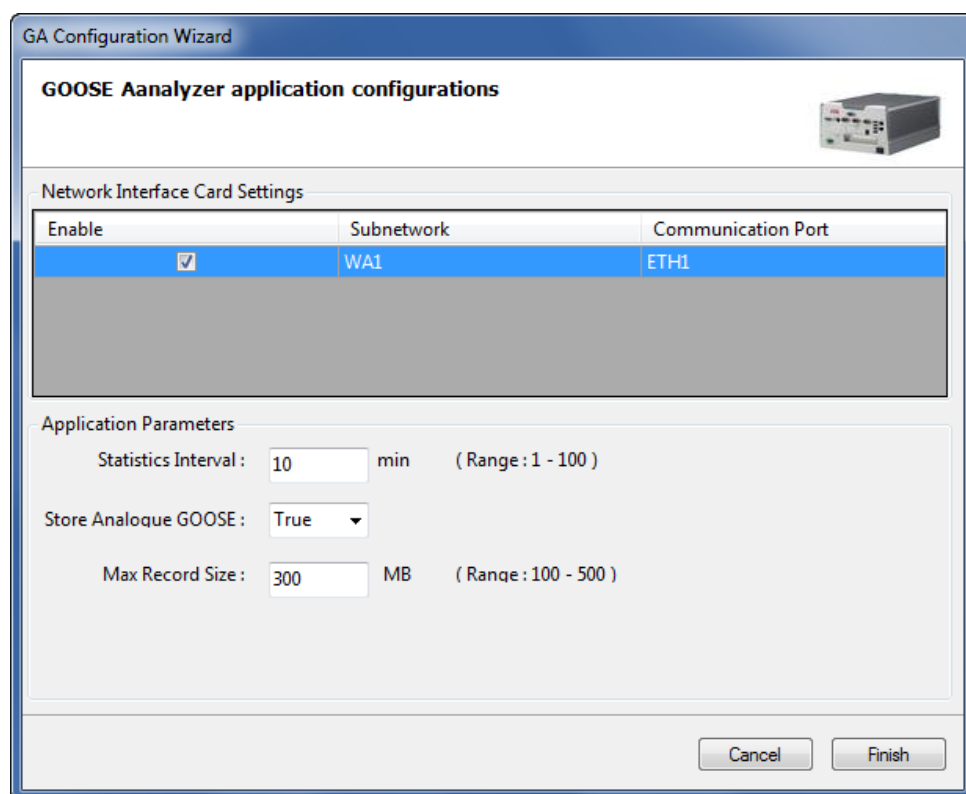 GA Configuration Wizard
GOOSE Aanalyzer application configurations
Network Interface Card Settings
Enable Subnetwork Communication Port
WA1 ETH1
Application Parameters
Statistics Interval : 10 min ( Range : 1 - 100 )
Store Analogue GOOSE : True
Max Record Size : 300 MB ( Range : 100 - 500 )
Cancel Finish